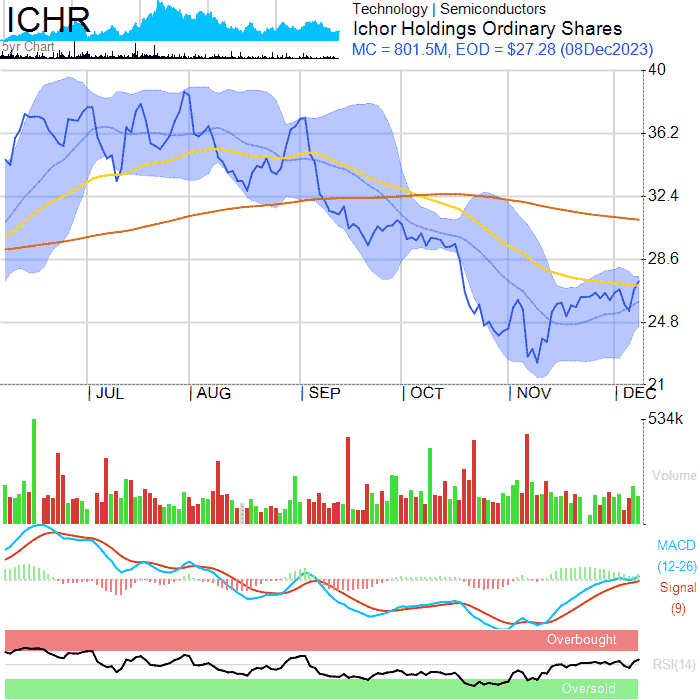 ICHR
5yr Chart
Technology | Semiconductors
Ichor Holdings Ordinary Shares
MC = 801.5M, EOD = $27.28 (08Dec2023)
40
36.2
32.4
28.6
24.8
21
JUL
AUG
SEP
OCT
NOV
DEC
534k
Volume
MACD
(12-26)
Signal
(9)
Overbought
RSI(14)
Oversold